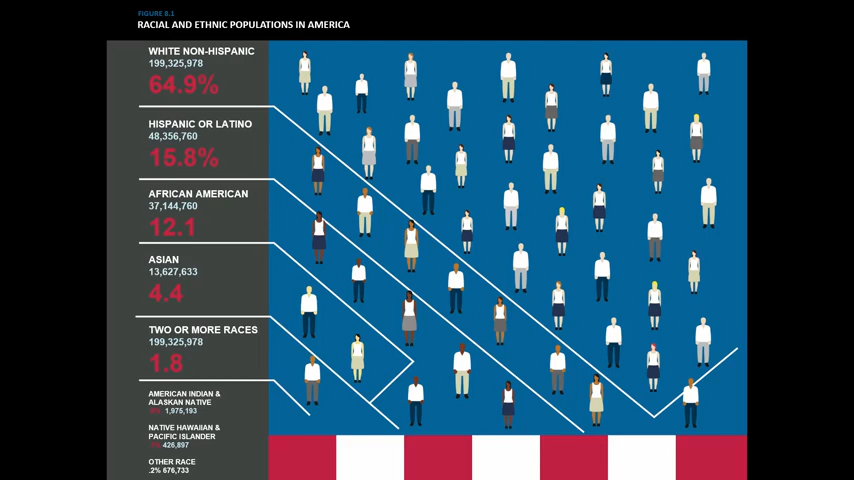 FIGURE 8.1
RACIAL AND ETHNIC POPULATIONS IN AMERICA
WHITE NON-HISPANIC
199,325,978
64.9%
HISPANIC OR LATINO
48,356,760
15.8%
AFRICAN AMERICAN
37,144,760
12.1
ASIAN
13,627,633
4.4
TWO OR MORE RACES
199,325,978
1.8
AMERICAN INDIAN &
ALASKAN NATIVE
1,975,193
NATIVE HAWAIIAN &
PACIFIC ISLANDER
426,897
OTHER RACE
.2% 676,733